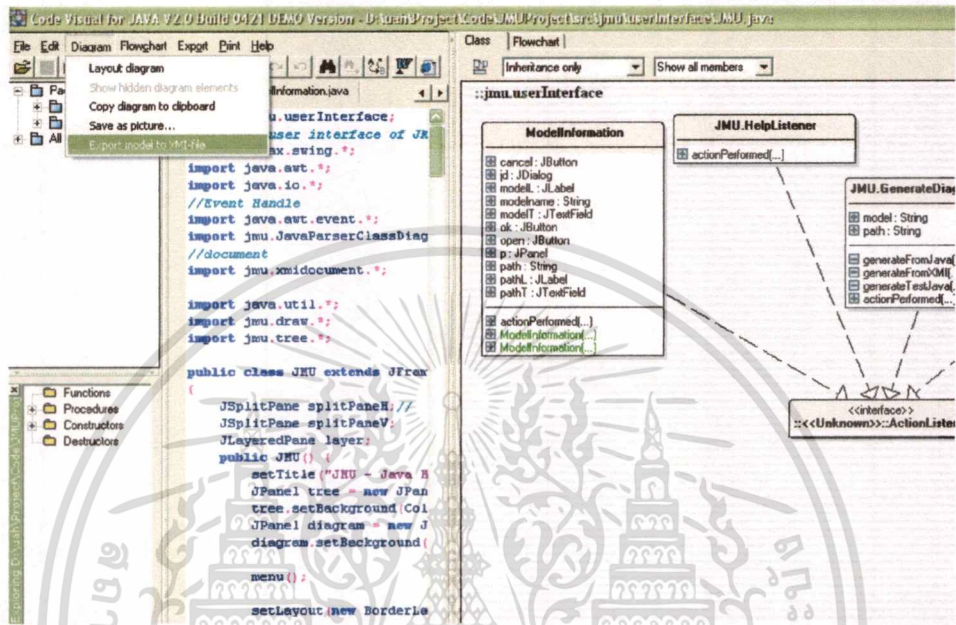 Code Visual for JAVA V2.0 Build 0421 DEMO Version - D:\uah\Project\Code\JMUProject\src\jmu\userInterface\JMU.java
File Edit Diagram Flowchart Export Print Help
Layout diagram
Show hidden diagram elements
Copy diagram to clipboard
Save as picture...
Export model to XMI-file
Pa
All
lInformation.java
u.userInterface;
user interface of JR
ax.swing.*;
import java.awt.*;
import java.io.*;
//Event Handle
import java.awt.event.*;
import jmu.JavaParserClassDiag
//document
import jmu.xmidocument.*;
import java.util.*;
import jmu.draw.*;
import jmu.tree.*;
public class JMU extends JFram
{
JSplitPane splitPaneH;//
JSplitPane splitPaneV;
JLayeredPane layer;
public JMU() {
setTitle("JMU - Java M
JPanel tree = new JPan
tree.setBackground(Col
JPanel diagram = new J
diagram.setBackground(
menu();
setLayout(new BorderLa
Functions
Procedures
Constructors
Destructors
Exploring D:\uah\Project\Code\JMUPro
Class Flowchart
Inheritance only Show all members
::jmu.userInterface
ModelInformation
cancel : JButton
jd : JDialog
modelL : JLabel
modelname : String
modelT : JTextField
ok : JButton
open : JButton
p : JPanel
path : String
pathL : JLabel
pathT : JTextField
actionPerformed(...)
ModelInformation(...)
ModelInformation(...)
JMU.HelpListener
actionPerformed(...)
JMU.GenerateDiag
model : String
path : String
generateFromJava(
generateFromXMI(.
generateTestJava(
actionPerformed(...
<<interface>>
::<<Unknown>>::ActionListen